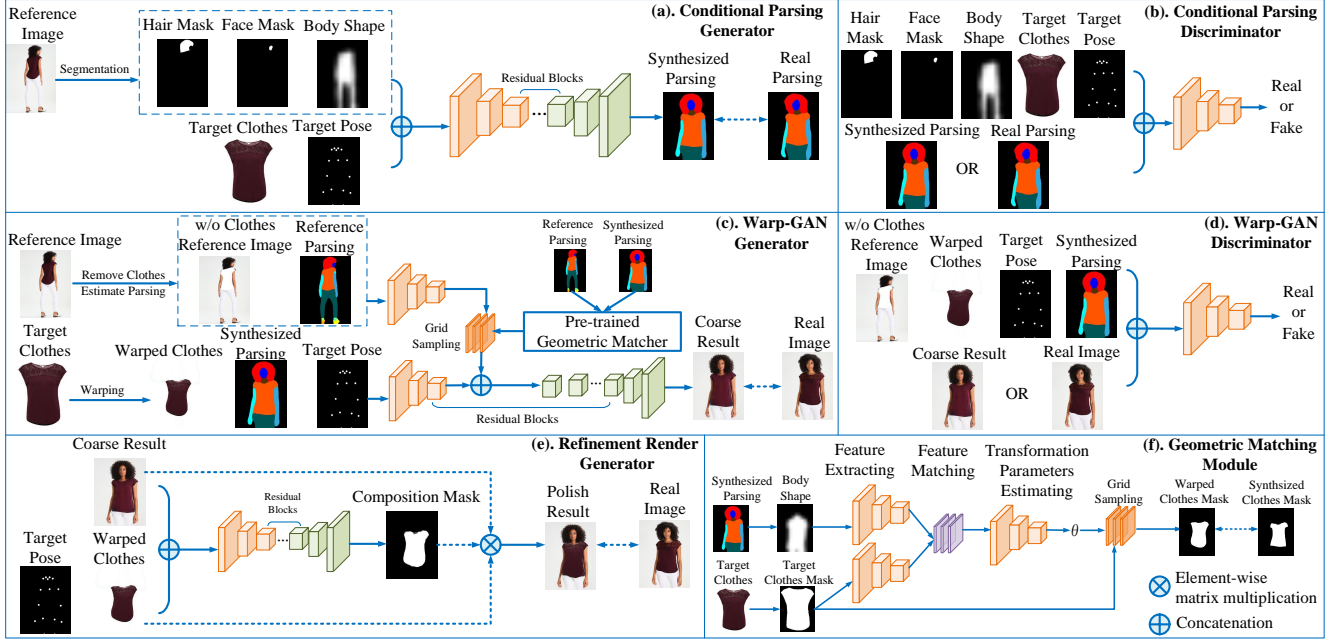 Reference
Image
Segmentation
Hair Mask Face Mask Body Shape
Target Clothes Target Pose
Residual Blocks
(a). Conditional Parsing
Generator
Synthesized
Parsing
Real
Parsing
Hair
Mask
Face
Mask
Body
Shape
Target
Clothes
Target
Pose
(b). Conditional Parsing
Discriminator
Synthesized Parsing
OR
Real Parsing
Real
or
Fake
Reference Image
Remove Clothes
Estimate Parsing
w/o Clothes
Reference Image
Reference
Parsing
Target
Clothes
Warping
Warped Clothes
Synthesized
Parsing
Target Pose
Grid
Sampling
Residual Blocks
Reference
Parsing
Synthesized
Parsing
Pre-trained
Geometric Matcher
(c). Warp-GAN
Generator
Coarse
Result
Real
Image
w/o Clothes
Reference
Image
Warped
Clothes
Target
Pose
Synthesized
Parsing
(d). Warp-GAN
Discriminator
Coarse Result
OR
Real Image
Real
or
Fake
Coarse Result
Target
Pose
Warped
Clothes
Residual
Blocks
Composition Mask
(e). Refinement Render
Generator
Polish
Result
Real
Image
Synthesized
Parsing
Body
Shape
Target
Clothes
Target
Clothes Mask
Feature
Extracting
Feature
Matching
Transformation
Parameters
Estimating
θ
Grid
Sampling
(f). Geometric Matching
Module
Warped
Clothes Mask
Synthsized
Clothes Mask
Element-wise
matrix multiplication
Concatenation